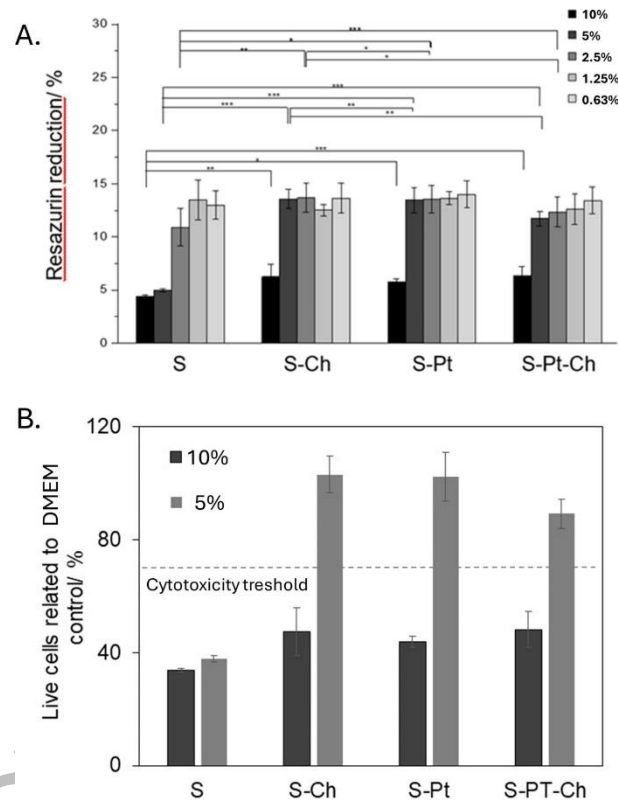 A.
Resazurin reduction/ %
30
25
20
15
10
5
0
***
*
**
*
*
***
***
***
**
**
***
*
**
10%
5%
2.5%
1.25%
0.63%
S
S-Ch
S-Pt
S-Pt-Ch
B.
Live cells related to DMEM
control/ %
120
80
40
0
10%
5%
Cytotoxicity treshold
S
S-Ch
S-Pt
S-PT-Ch